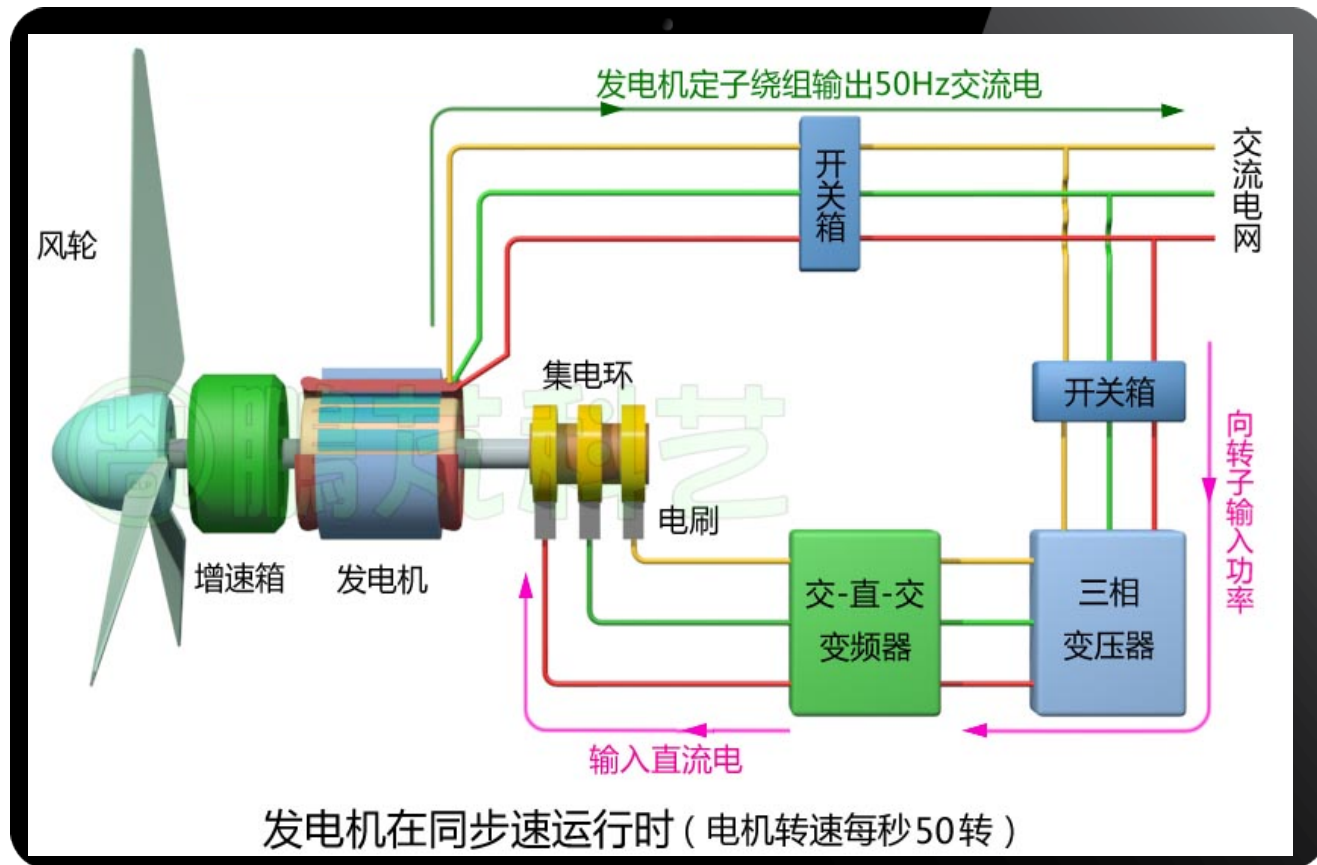 发电机定子绕组输出50Hz交流电
交流电网
开关箱
风轮
集电环
开关箱
向转子输入功率
鹏芃科艺
电刷
增速箱
发电机
交-直-交
变频器
三相
变压器
输入直流电
发电机在同步速运行时（电机转速每秒50转）